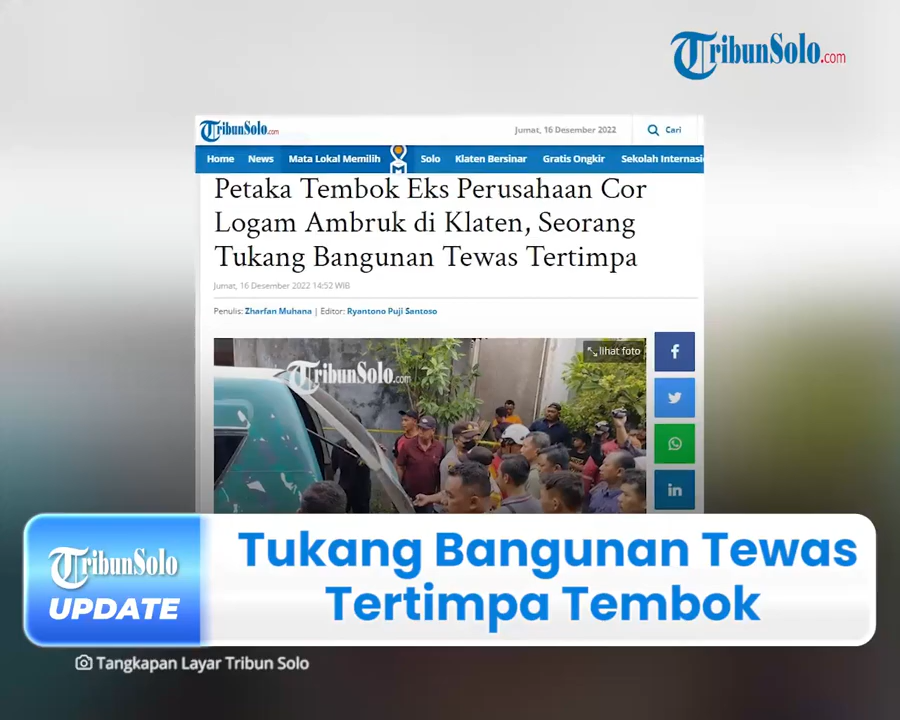 TribunSolo.com
TribunSolo.com
Jumat, 16 Desember 2022
Cari
Home News Mata Lokal Memilih Solo Klaten Bersinar Gratis Ongkir Sekolah Internasi
Petaka Tembok Eks Perusahaan Cor
Logam Ambruk di Klaten, Seorang
Tukang Bangunan Tewas Tertimpa
Jumat, 16 Desember 2022 14:52 WIB
Penulis: Zharfan Muhana | Editor: Ryantono Puji Santoso
lihat foto
TribunSolo.com
TribunSolo
UPDATE
Tukang Bangunan Tewas
Tertimpa Tembok
Tangkapan Layar Tribun Solo